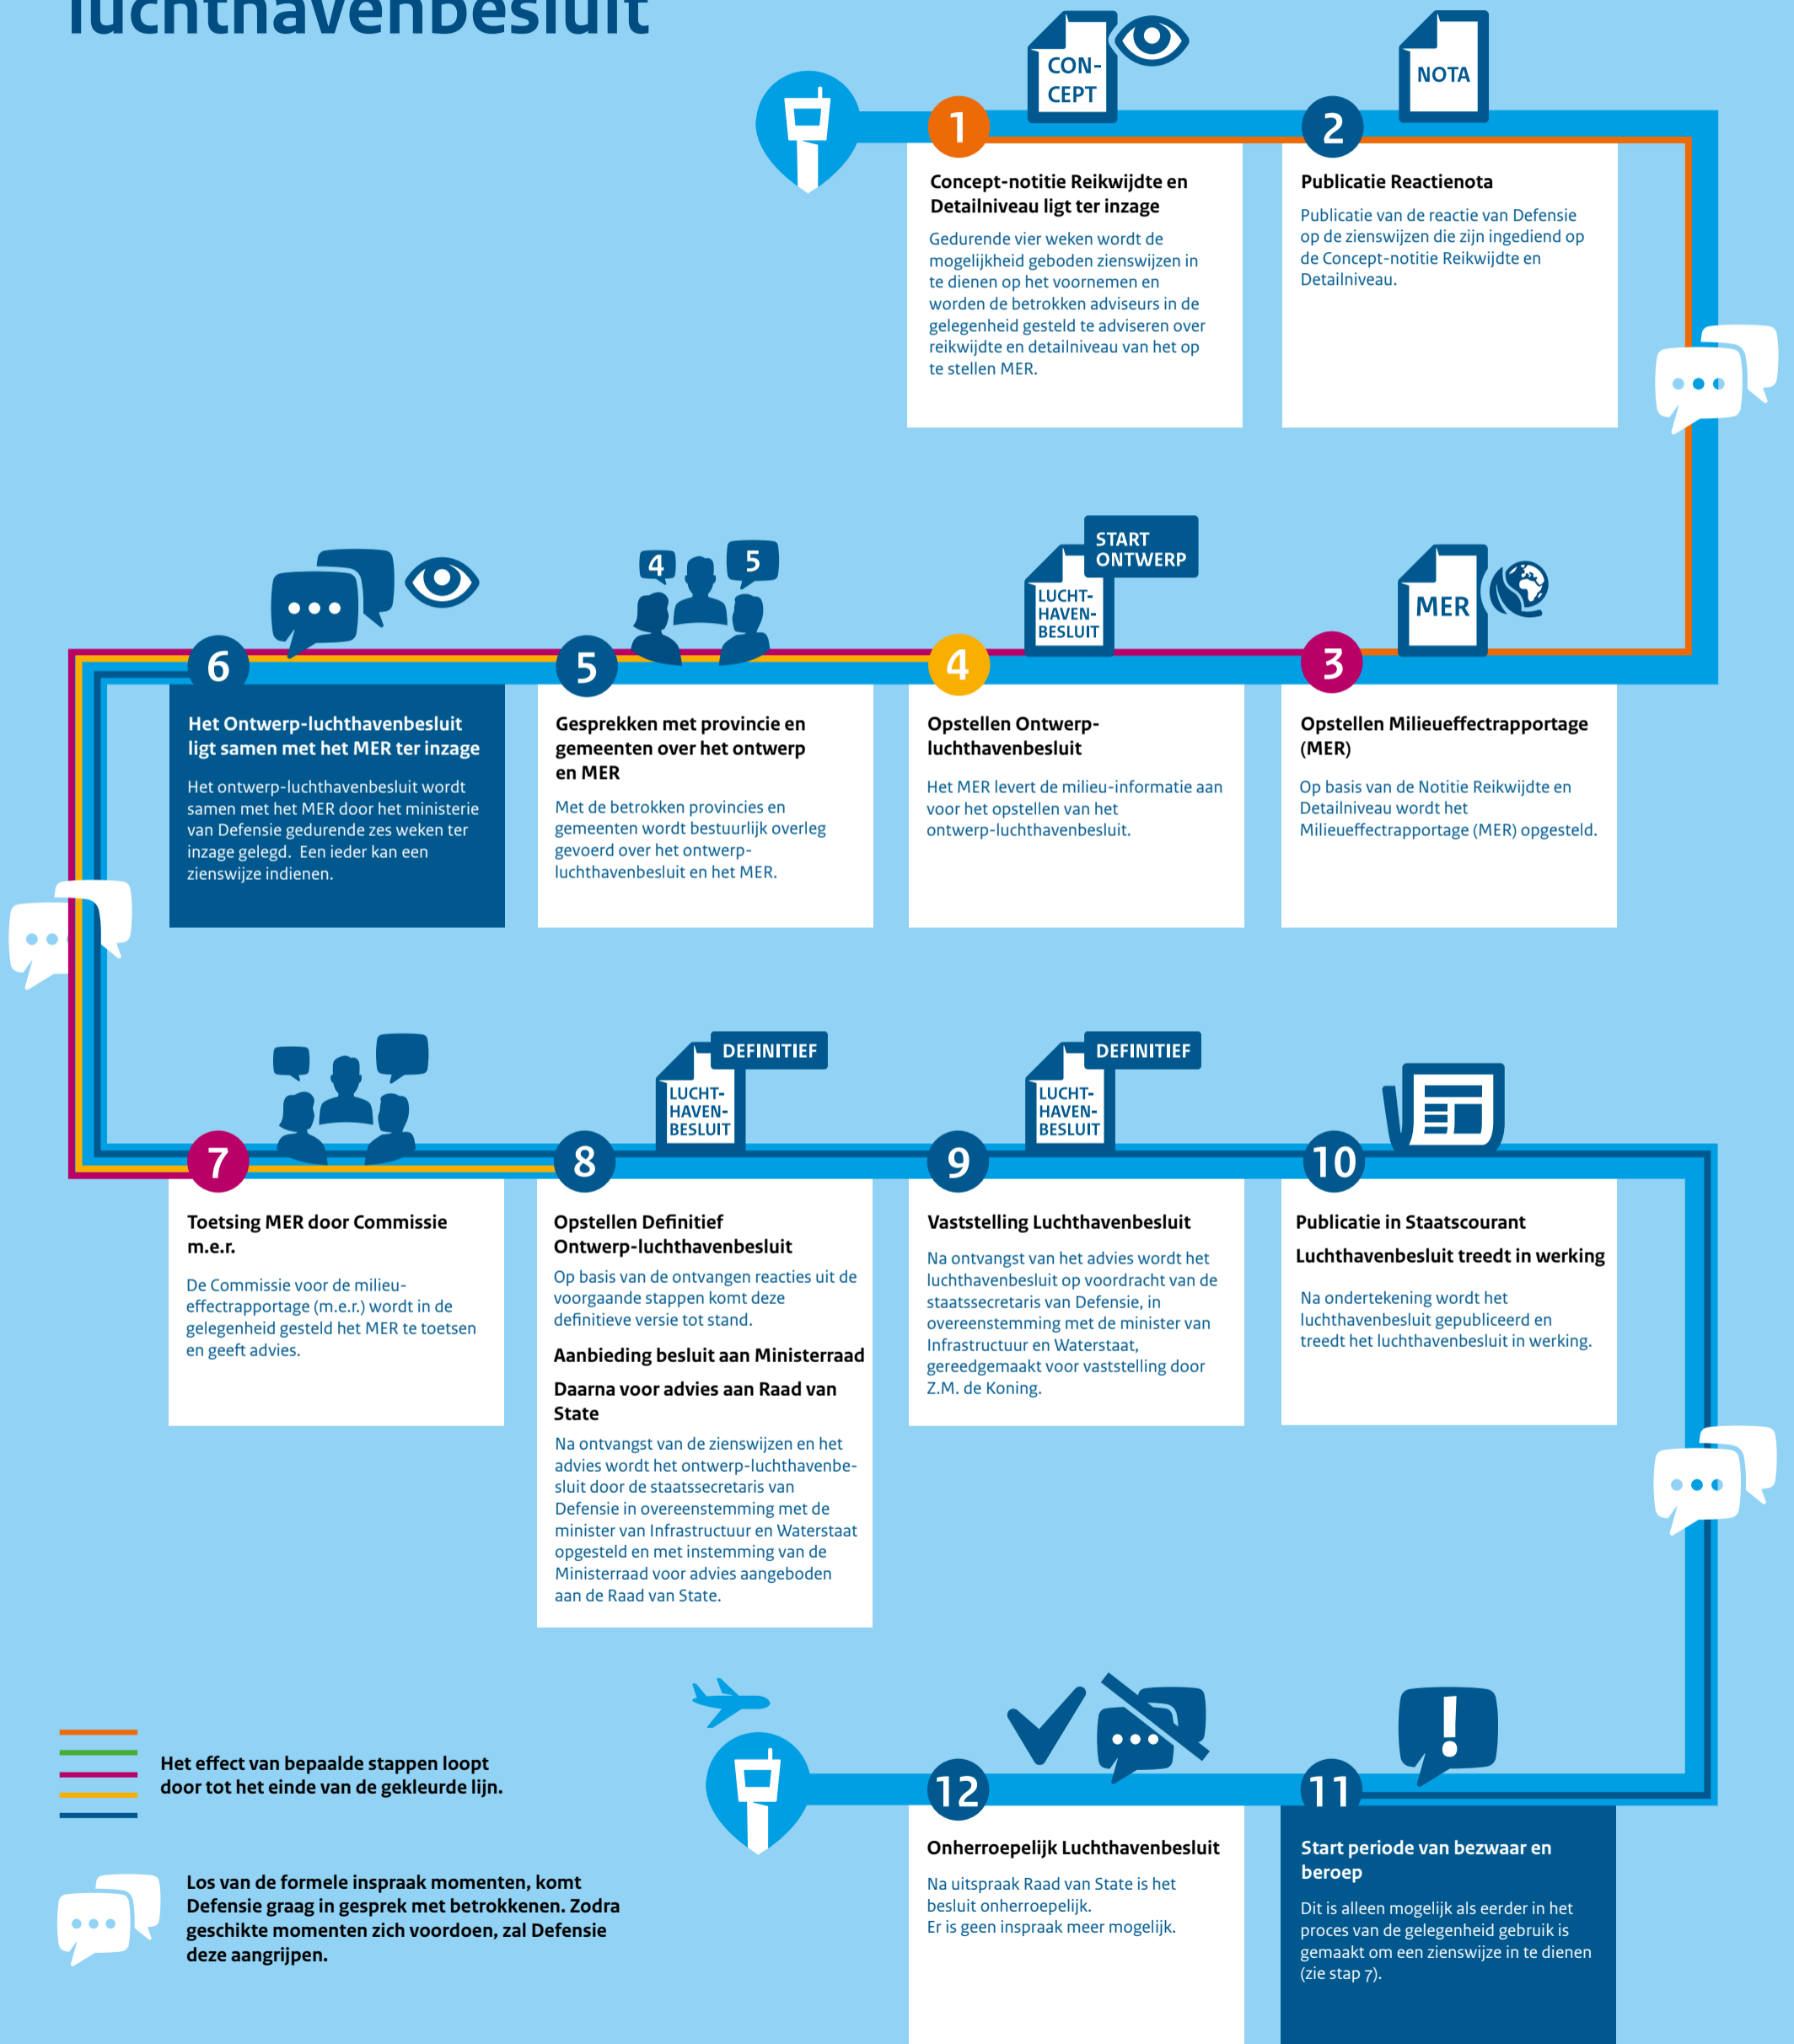 luchthavenbesluit
CON-
CEPT
NOTA
1
2
Concept-notitie Reikwijdte en
Detailniveau ligt ter inzage
Gedurende vier weken wordt de
mogelijkheid geboden zienswijzen in
te dienen op het voornemen en
worden de betrokken adviseurs in de
gelegenheid gesteld te adviseren over
reikwijdte en detailniveau van het op
te stellen MER.
Publicatie Reactienota
Publicatie van de reactie van Defensie
op de zienswijzen die zijn ingediend op
de Concept-notitie Reikwijdte en
Detailniveau.
MER
3
Opstellen Milieueffectrapportage
(MER)
Op basis van de Notitie Reikwijdte en
Detailniveau wordt het
Milieueffectrapportage (MER) opgesteld.
START
ONTWERP
LUCHT-
HAVEN-
BESLUIT
4
Opstellen Ontwerp-
luchthavenbesluit
Het MER levert de milieu-informatie aan
voor het opstellen van het
ontwerp-luchthavenbesluit.
4
5
5
Gesprekken met provincie en
gemeenten over het ontwerp
en MER
Met de betrokken provincies en
gemeenten wordt bestuurlijk overleg
gevoerd over het ontwerp-
luchthavenbesluit en het MER.
6
Het Ontwerp-luchthavenbesluit
ligt samen met het MER ter inzage
Het ontwerp-luchthavenbesluit wordt
samen met het MER door het ministerie
van Defensie gedurende zes weken ter
inzage gelegd. Een ieder kan een
zienswijze indienen.
7
Toetsing MER door Commissie
m.e.r.
De Commissie voor de milieu-
effectrapportage (m.e.r.) wordt in de
gelegenheid gesteld het MER te toetsen
en geeft advies.
DEFINITIEF
LUCHT-
HAVEN-
BESLUIT
8
Opstellen Definitief
Ontwerp-luchthavenbesluit
Op basis van de ontvangen reacties uit de
voorgaande stappen komt deze
definitieve versie tot stand.
Aanbieding besluit aan Ministerraad
Daarna voor advies aan Raad van
State
Na ontvangst van de zienswijzen en het
advies wordt het ontwerp-luchthavenbe-
sluit door de staatssecretaris van
Defensie in overeenstemming met de
minister van Infrastructuur en Waterstaat
opgesteld en met instemming van de
Ministerraad voor advies aangeboden
aan de Raad van State.
DEFINITIEF
LUCHT-
HAVEN-
BESLUIT
9
Vaststelling Luchthavenbesluit
Na ontvangst van het advies wordt het
luchthavenbesluit op voordracht van de
staatssecretaris van Defensie, in
overeenstemming met de minister van
Infrastructuur en Waterstaat,
gereedgemaakt voor vaststelling door
Z.M. de Koning.
10
Publicatie in Staatscourant
Luchthavenbesluit treedt in werking
Na ondertekening wordt het
luchthavenbesluit gepubliceerd en
treedt het luchthavenbesluit in werking.
!
11
Start periode van bezwaar en
beroep
Dit is alleen mogelijk als eerder in het
proces van de gelegenheid gebruik is
gemaakt om een zienswijze in te dienen
(zie stap 7).
12
Onherroepelijk Luchthavenbesluit
Na uitspraak Raad van State is het
besluit onherroepelijk.
Er is geen inspraak meer mogelijk.
Het effect van bepaalde stappen loopt
door tot het einde van de gekleurde lijn.
Los van de formele inspraak momenten, komt
Defensie graag in gesprek met betrokkenen. Zodra
geschikte momenten zich voordoen, zal Defensie
deze aangrijpen.